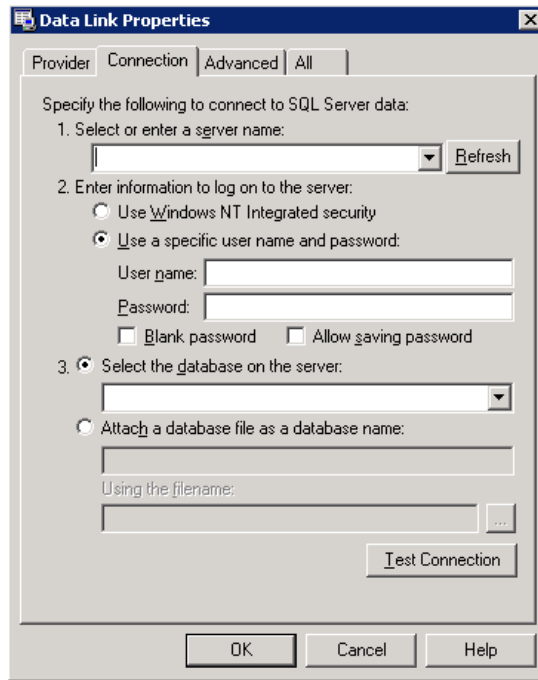 Data Link Properties
Provider Connection Advanced All
Specify the following to connect to SQL Server data:
1. Select or enter a server name:
Refresh
2. Enter information to log on to the server:
Use Windows NT Integrated security
Use a specific user name and password:
User name:
Password:
Blank password Allow saving password
3. Select the database on the server:
Attach a database file as a database name:
Using the filename:
...
Test Connection
OK Cancel Help